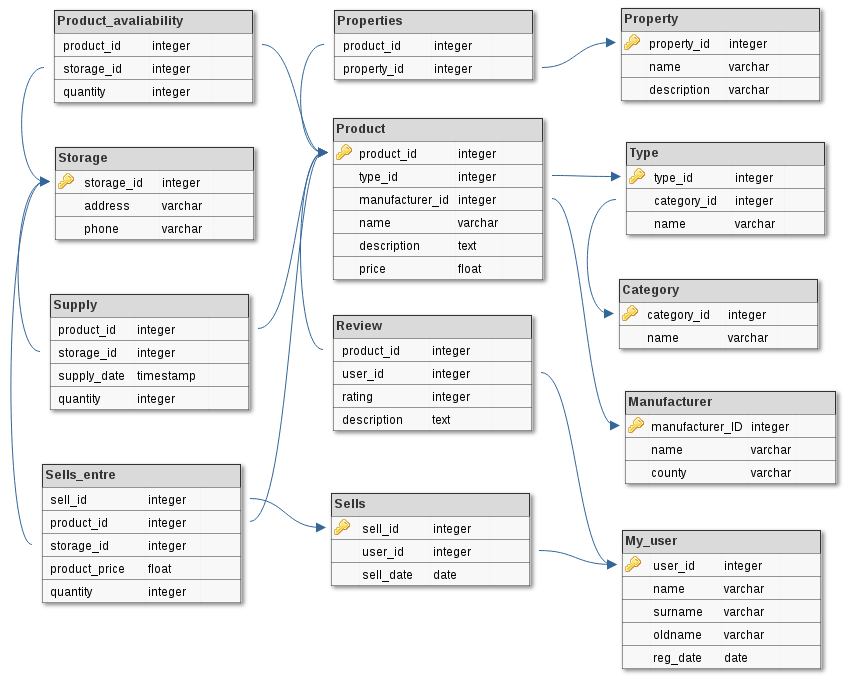 Product_avaliability
product_id integer
storage_id integer
quantity integer
Storage
storage_id integer
address varchar
phone varchar
Supply
product_id integer
storage_id integer
supply_date timestamp
quantity integer
Sells_entre
sell_id integer
product_id integer
storage_id integer
product_price float
quantity integer
Properties
product_id integer
property_id integer
Product
product_id integer
type_id integer
manufacturer_id integer
name varchar
description text
price float
Review
product_id integer
user_id integer
rating integer
description text
Sells
sell_id integer
user_id integer
sell_date date
Property
property_id integer
name varchar
description varchar
Type
type_id integer
category_id integer
name varchar
Category
category_id integer
name varchar
Manufacturer
manufacturer_ID integer
name varchar
county varchar
My_user
user_id integer
name varchar
surname varchar
oldname varchar
reg_date date